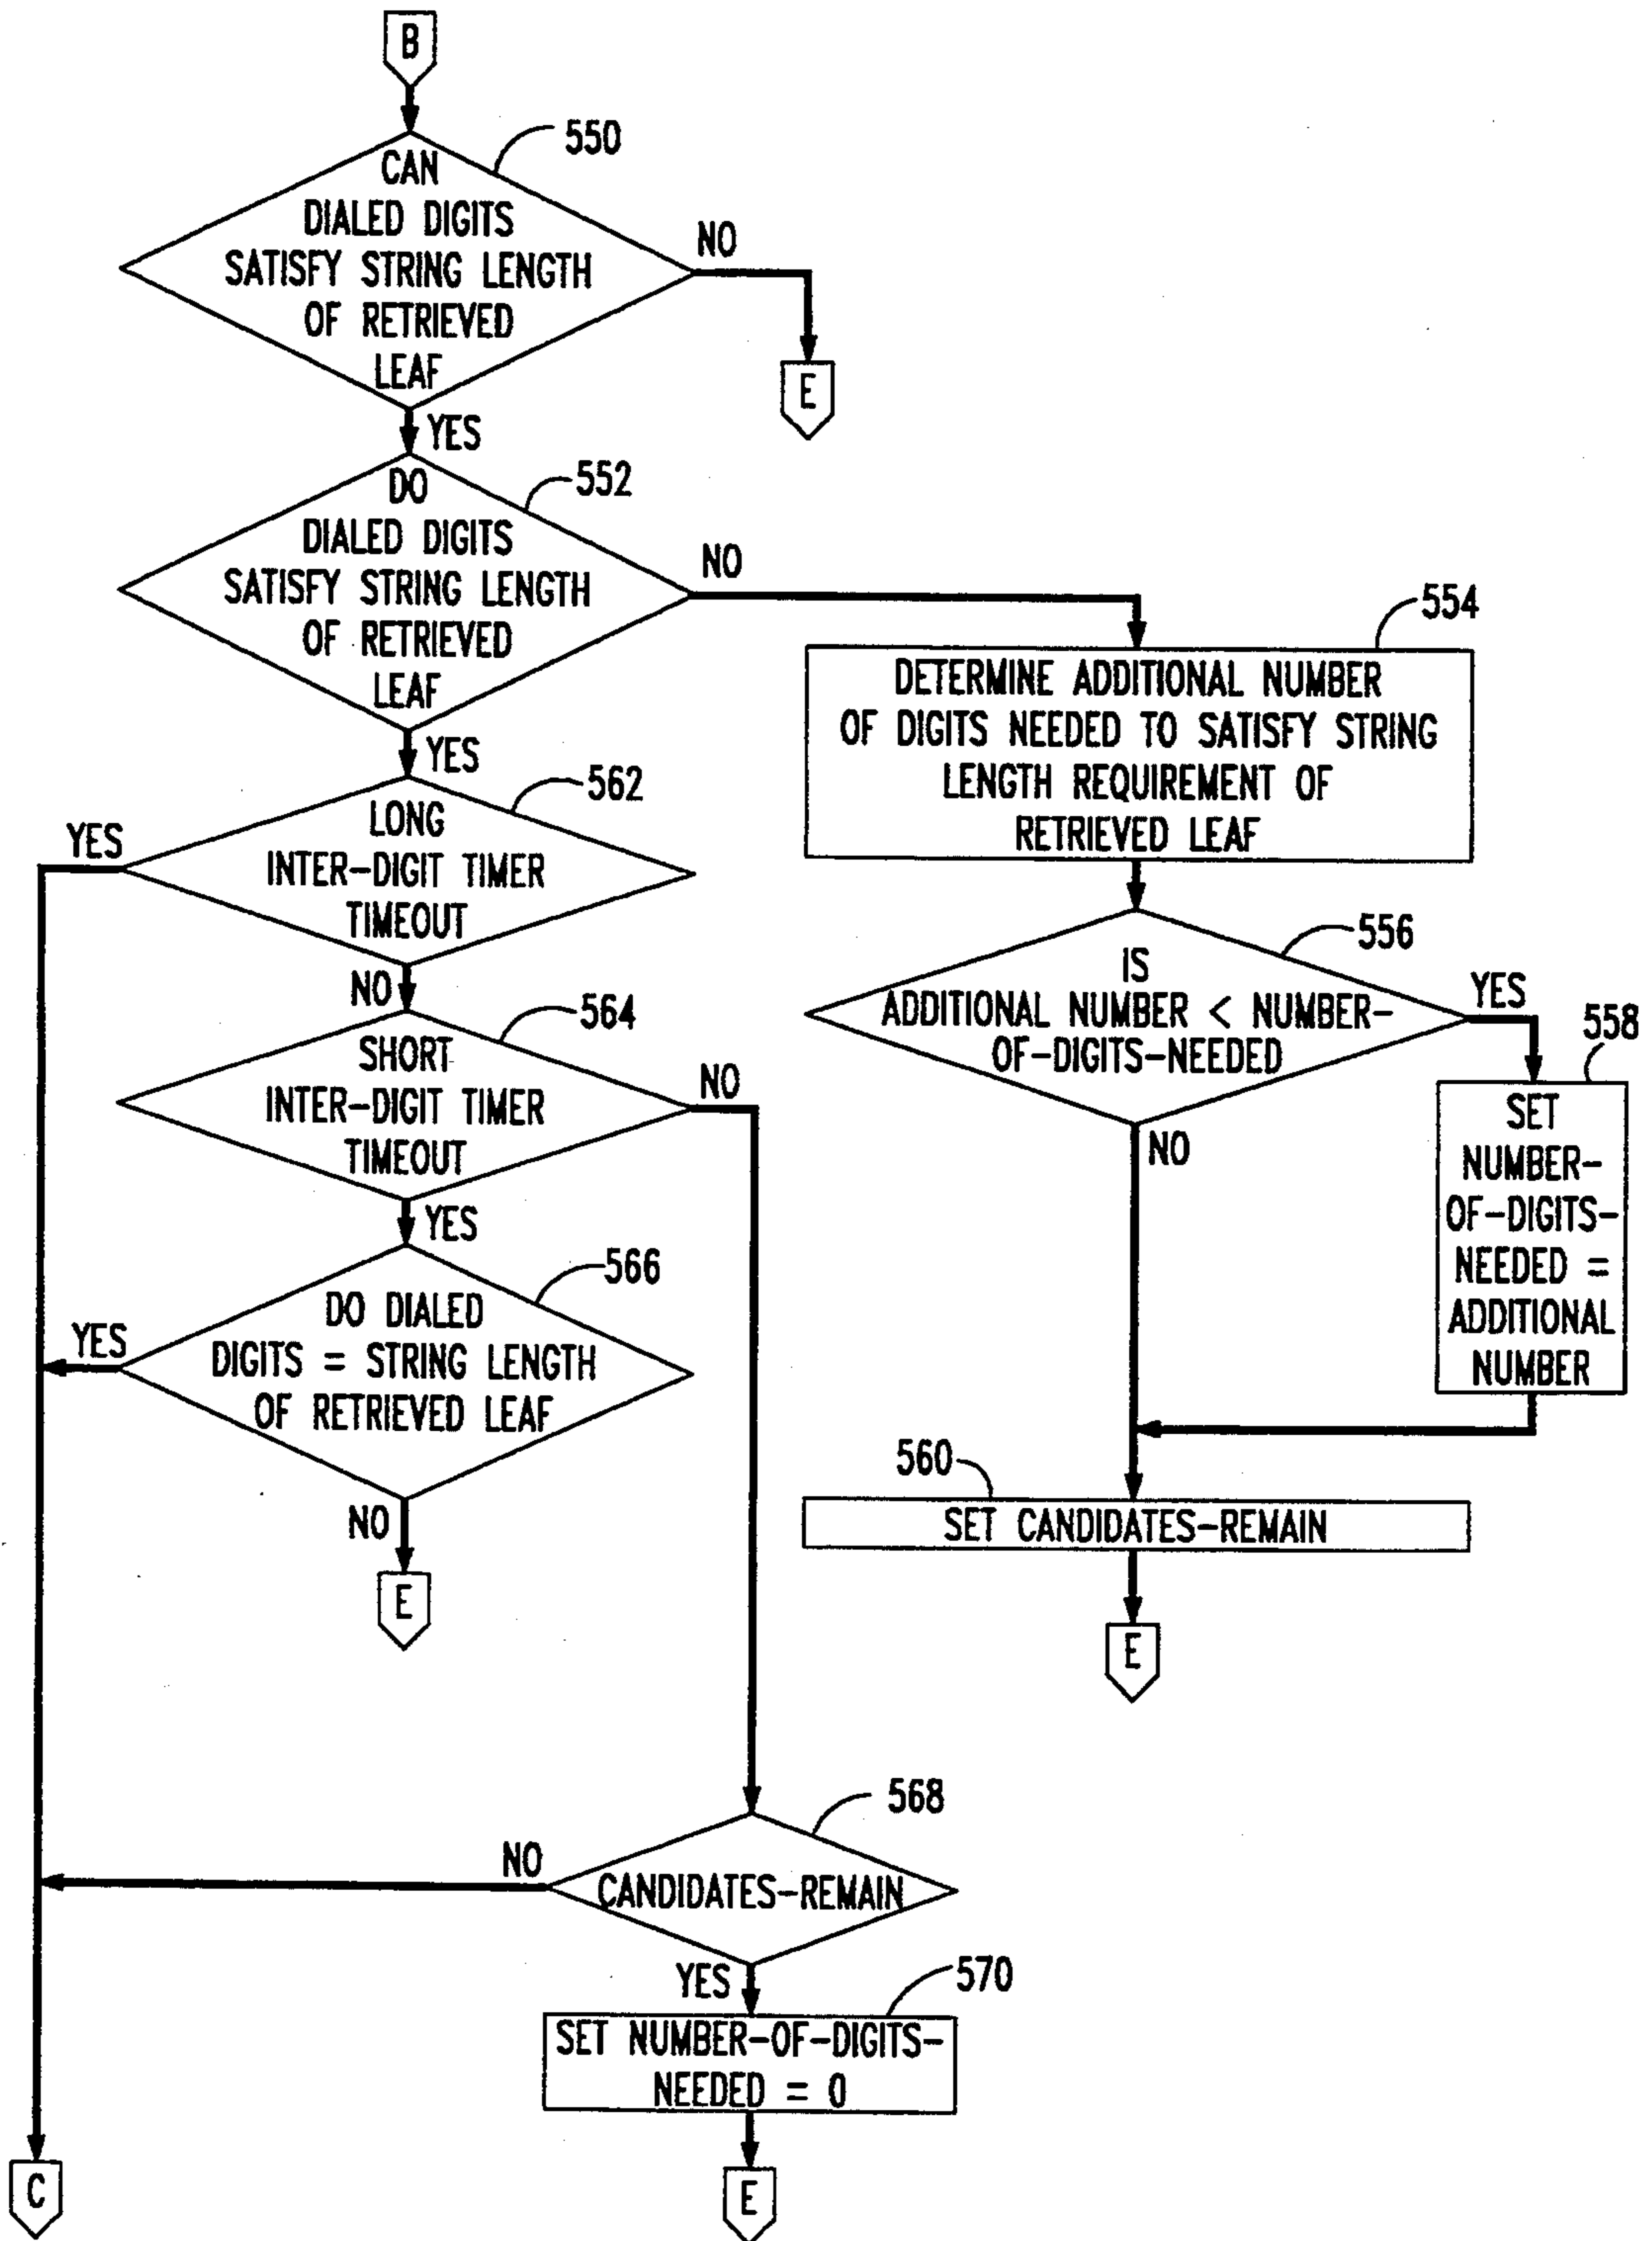 B
550
CAN
DIALED DIGITS
SATISFY STRING LENGTH
OF RETRIEVED
LEAF
NO
E
YES
552
DO
DIALED DIGITS
SATISFY STRING LENGTH
OF RETRIEVED
LEAF
NO
554
DETERMINE ADDITIONAL NUMBER
OF DIGITS NEEDED TO SATISFY STRING
LENGTH REQUIREMENT OF
RETRIEVED LEAF
YES
562
LONG
INTER-DIGIT TIMER
TIMEOUT
YES
NO
556
IS
ADDITIONAL NUMBER < NUMBER-
OF-DIGITS-NEEDED
YES
558
SET
NUMBER-
OF-DIGITS-
NEEDED =
ADDITIONAL
NUMBER
NO
564
SHORT
INTER-DIGIT TIMER
TIMEOUT
NO
YES
566
DO DIALED
DIGITS = STRING LENGTH
OF RETRIEVED LEAF
YES
NO
E
560
SET CANDIDATES-REMAIN
E
568
CANDIDATES-REMAIN
NO
YES
570
SET NUMBER-OF-DIGITS-
NEEDED = 0
E
C